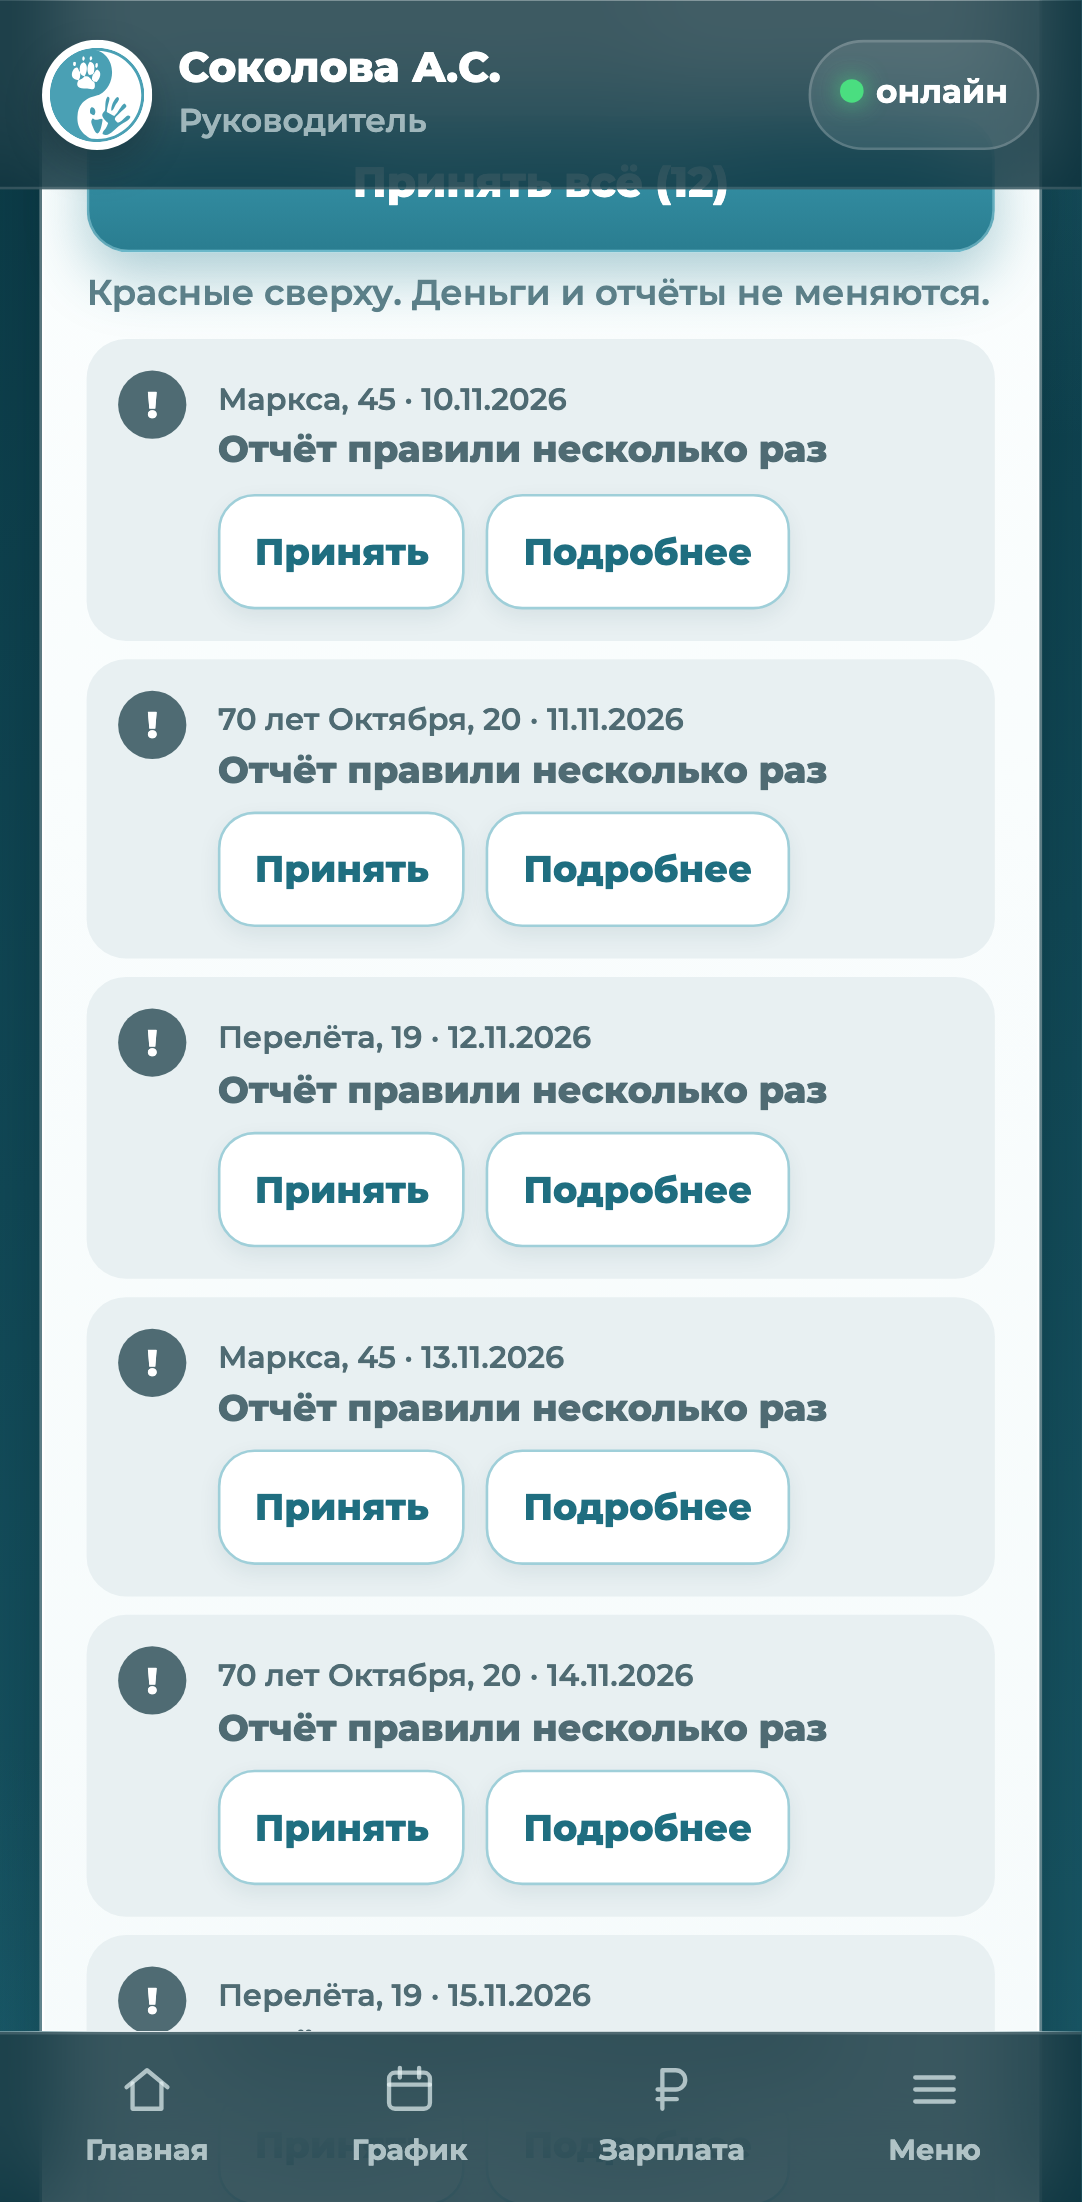 Соколова А.С.
Руководитель
онлайн
Принять всё (12)
Красные сверху. Деньги и отчёты не меняются.
!
Маркса, 45 · 10.11.2026
Отчёт правили несколько раз
Принять
Подробнее
!
70 лет Октября, 20 · 11.11.2026
Отчёт правили несколько раз
Принять
Подробнее
!
Перелёта, 19 · 12.11.2026
Отчёт правили несколько раз
Принять
Подробнее
!
Маркса, 45 · 13.11.2026
Отчёт правили несколько раз
Принять
Подробнее
!
70 лет Октября, 20 · 14.11.2026
Отчёт правили несколько раз
Принять
Подробнее
!
Перелёта, 19 · 15.11.2026
Главная
График
Зарплата
Меню